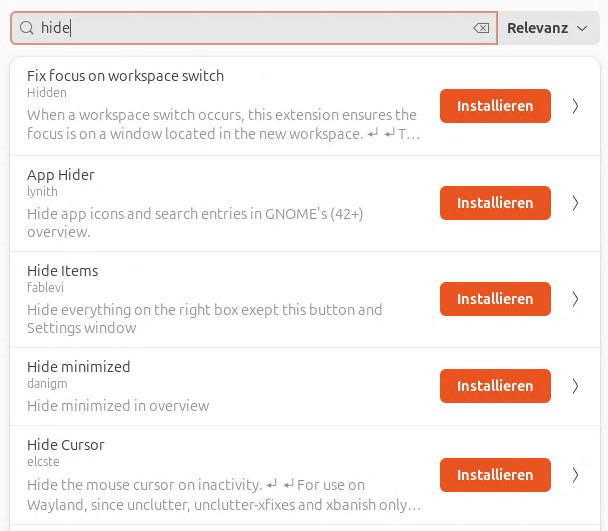 hide
Relevanz
Fix focus on workspace switch
Hidden
When a workspace switch occurs, this extension ensures the
focus is on a window located in the new workspace. ↵ ↵T…
Installieren
App Hider
lynith
Hide app icons and search entries in GNOME's (42+)
overview.
Installieren
Hide Items
fablevi
Hide everything on the right box exept this button and
Settings window
Installieren
Hide minimized
danigm
Hide minimized in overview
Installieren
Hide Cursor
elcste
Hide the mouse cursor on inactivity. ↵ ↵For use on
Wayland, since unclutter, unclutter-xfixes and xbanish only…
Installieren